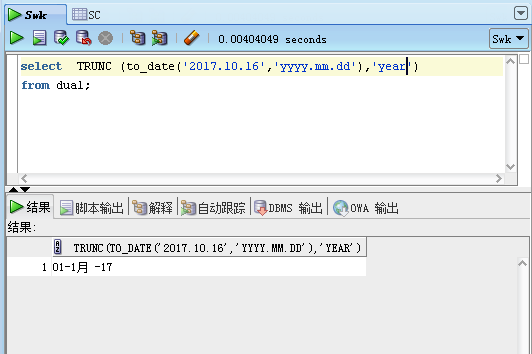 Swk
SC
0.00404049 seconds
Swk
select  TRUNC (to_date('2017.10.16','yyyy.mm.dd'),'year')
from dual;
结果
脚本输出
解释
自动跟踪
DBMS 输出
OWA 输出
结果:
TRUNC(TO_DATE('2017.10.16','YYYY.MM.DD'),'YEAR')
1 01-1月 -17